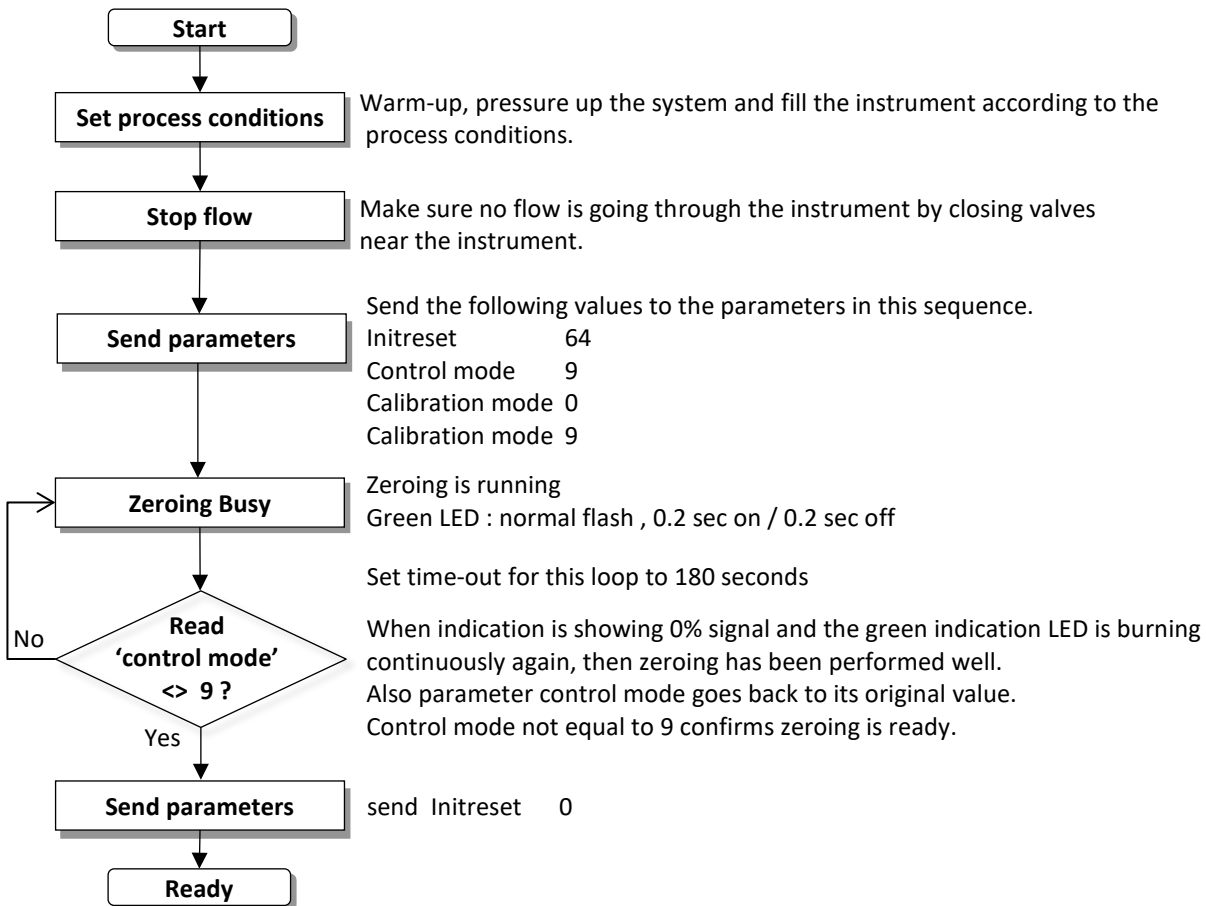 Start
Set process conditions
Warm-up, pressure up the system and fill the instrument according to the
process conditions.
Stop flow
Make sure no flow is going through the instrument by closing valves
near the instrument.
Send parameters
Send the following values to the parameters in this sequence.
Initreset 64
Control mode 9
Calibration mode 0
Calibration mode 9
Zeroing Busy
Zeroing is running
Green LED : normal flash , 0.2 sec on / 0.2 sec off
Set time-out for this loop to 180 seconds
No
Read
‘control mode’
<> 9 ?
When indication is showing 0% signal and the green indication LED is burning
continuously again, then zeroing has been performed well.
Also parameter control mode goes back to its original value.
Control mode not equal to 9 confirms zeroing is ready.
Yes
Send parameters
send Initreset 0
Ready